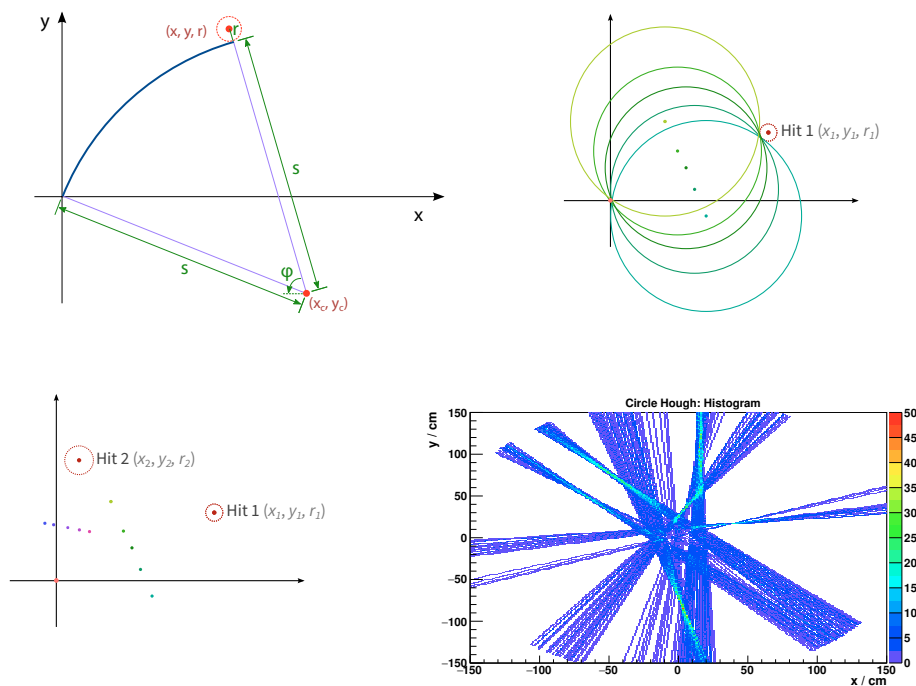 y
(x, y, r)
r
s
x
s
φ
(x_c, y_c)
Hit 1 (x₁, y₁, r₁)
Hit 2 (x₂, y₂, r₂)
Hit 1 (x₁, y₁, r₁)
Circle Hough: Histogram
y / cm
150
100
50
0
−50
−100
−150
−150
−100
−50
0
50
100
150
x / cm
50
45
40
35
30
25
20
15
10
5
0